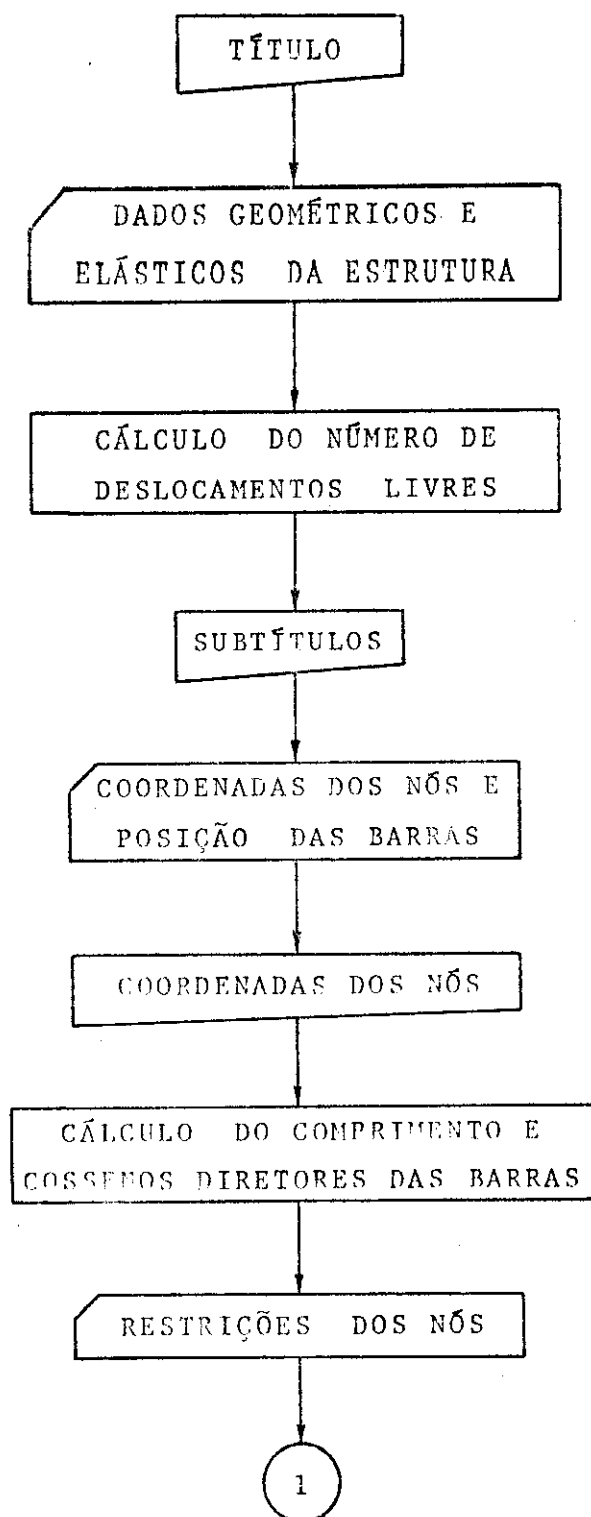 TÍTULO
DADOS GEOMÉTRICOS E
ELÁSTICOS DA ESTRUTURA
CÁLCULO DO NÚMERO DE
DESLOCAMENTOS LIVRES
SUBTÍTULOS
COORDENADAS DOS NÓS E
POSIÇÃO DAS BARRAS
COORDENADAS DOS NÓS
CÁLCULO DO COMPRIMENTO E
COSSENOS DIRETORES DAS BARRAS
RESTRIÇÕES DOS NÓS
1